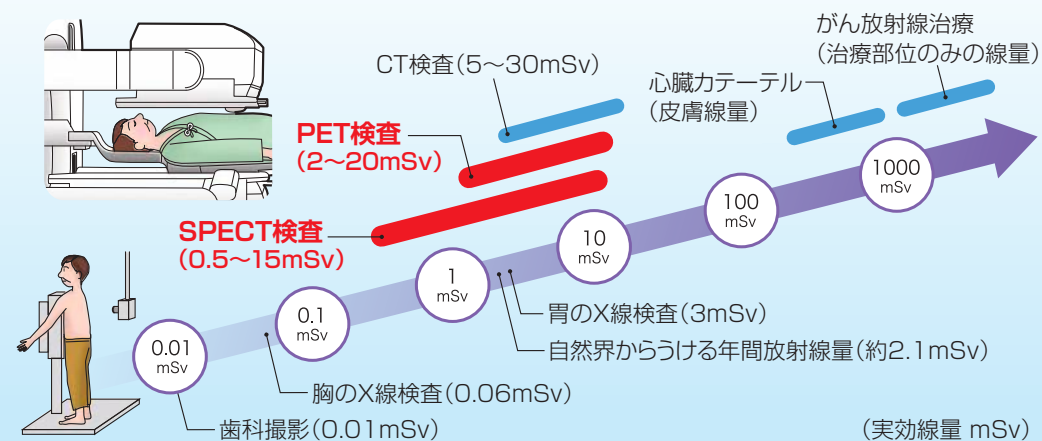 がん放射線治療
(治療部位のみの線量)
CT検査(5〜30mSv)
心臓カテーテル
(皮膚線量)
PET検査
(2〜20mSv)
SPECT検査
(0.5〜15mSv)
0.01
mSv
0.1
mSv
1
mSv
10
mSv
100
mSv
1000
mSv
胃のX線検査(3mSv)
自然界からうける年間放射線量(約2.1mSv)
胸のX線検査(0.06mSv)
歯科撮影(0.01mSv)
(実効線量 mSv)